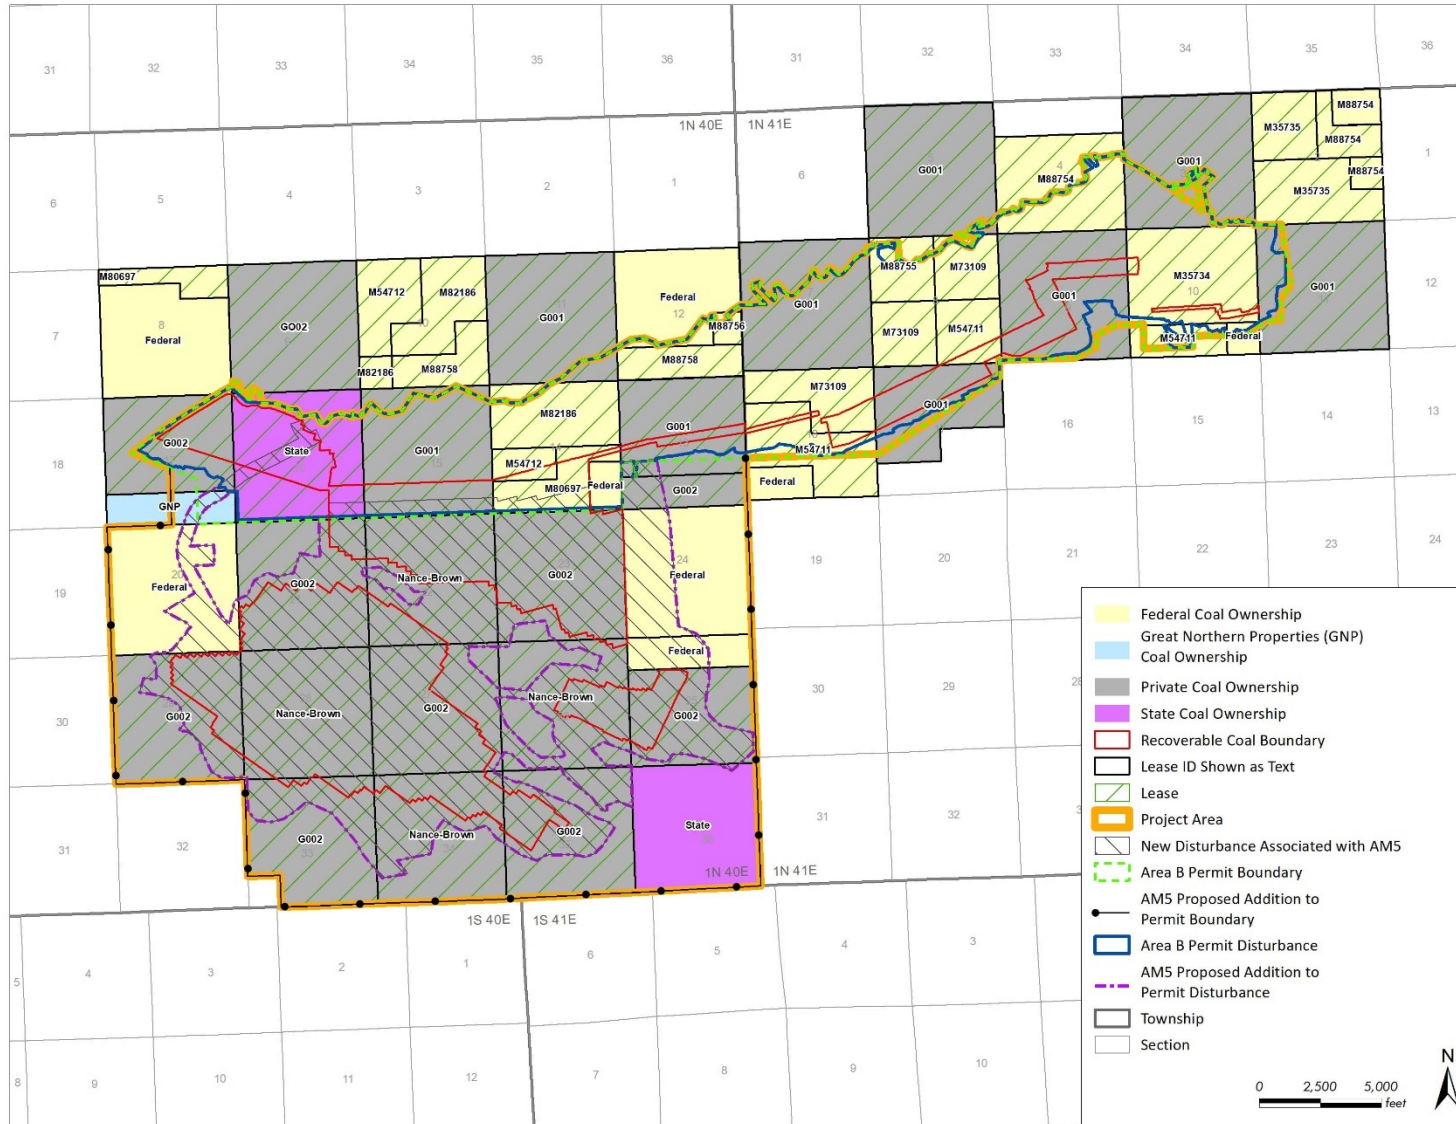 31 32 33 34 35 36 31 32 33 34 35 36
1N 40E 1N 41E
6 5 4 3 2 1 6 4 1
G001 M88754 G001 M35735 M88754
M88754
M88754
M35735
M80697 M54712 M82186 Federal M88755 M73109 M35734
7 8 GO02 G001 12 G001 G001 10 G001 12
Federal M88756 M73109 M54711 M54711 Federal
M82186 M88758 M88758
M73109
G002 State G001 M82186 G001 G001
18 15 M54711 16 15 14 13
M54712 Federal G002 Federal
GNP M80697
19 20 Federal G002 Nance-Brown G002 24 Federal 19 20 21 22 23 24
Federal
30 G002 Nance-Brown G002 Nance-Brown G002 30 29 28
31 32 G002 33 Nance-Brown G002 State 31 32
1N 40E 1N 41E
1S 40E 1S 41E
5 4 3 2 1 6 5 4 3
8 9 10 11 12 7 8 9 10
Federal Coal Ownership
Great Northern Properties (GNP)
Coal Ownership
Private Coal Ownership
State Coal Ownership
Recoverable Coal Boundary
Lease ID Shown as Text
Lease
Project Area
New Disturbance Associated with AM5
Area B Permit Boundary
AM5 Proposed Addition to
Permit Boundary
Area B Permit Disturbance
AM5 Proposed Addition to
Permit Disturbance
Township
Section
N
0 2,500 5,000
feet